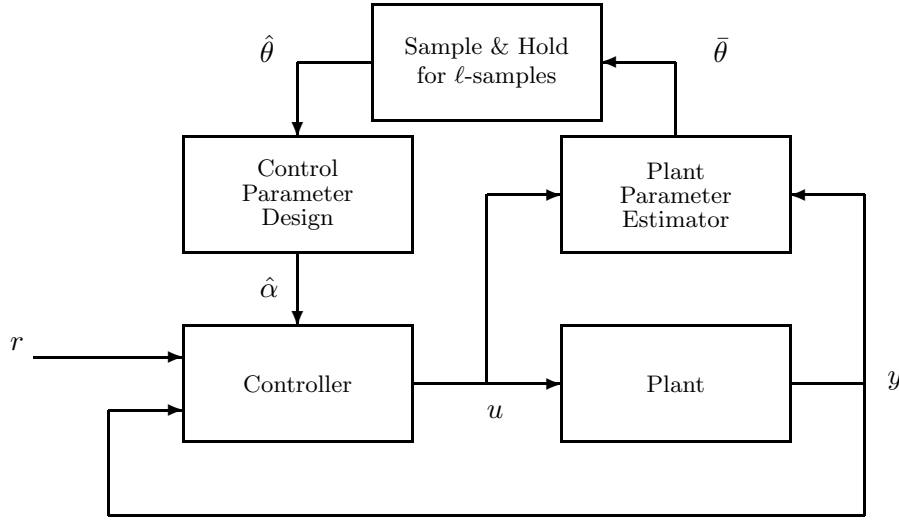 Sample & Hold
for ℓ-samples
θ̂
θ̄
Control
Parameter
Design
Plant
Parameter
Estimator
α̂
r
Controller
u
Plant
y